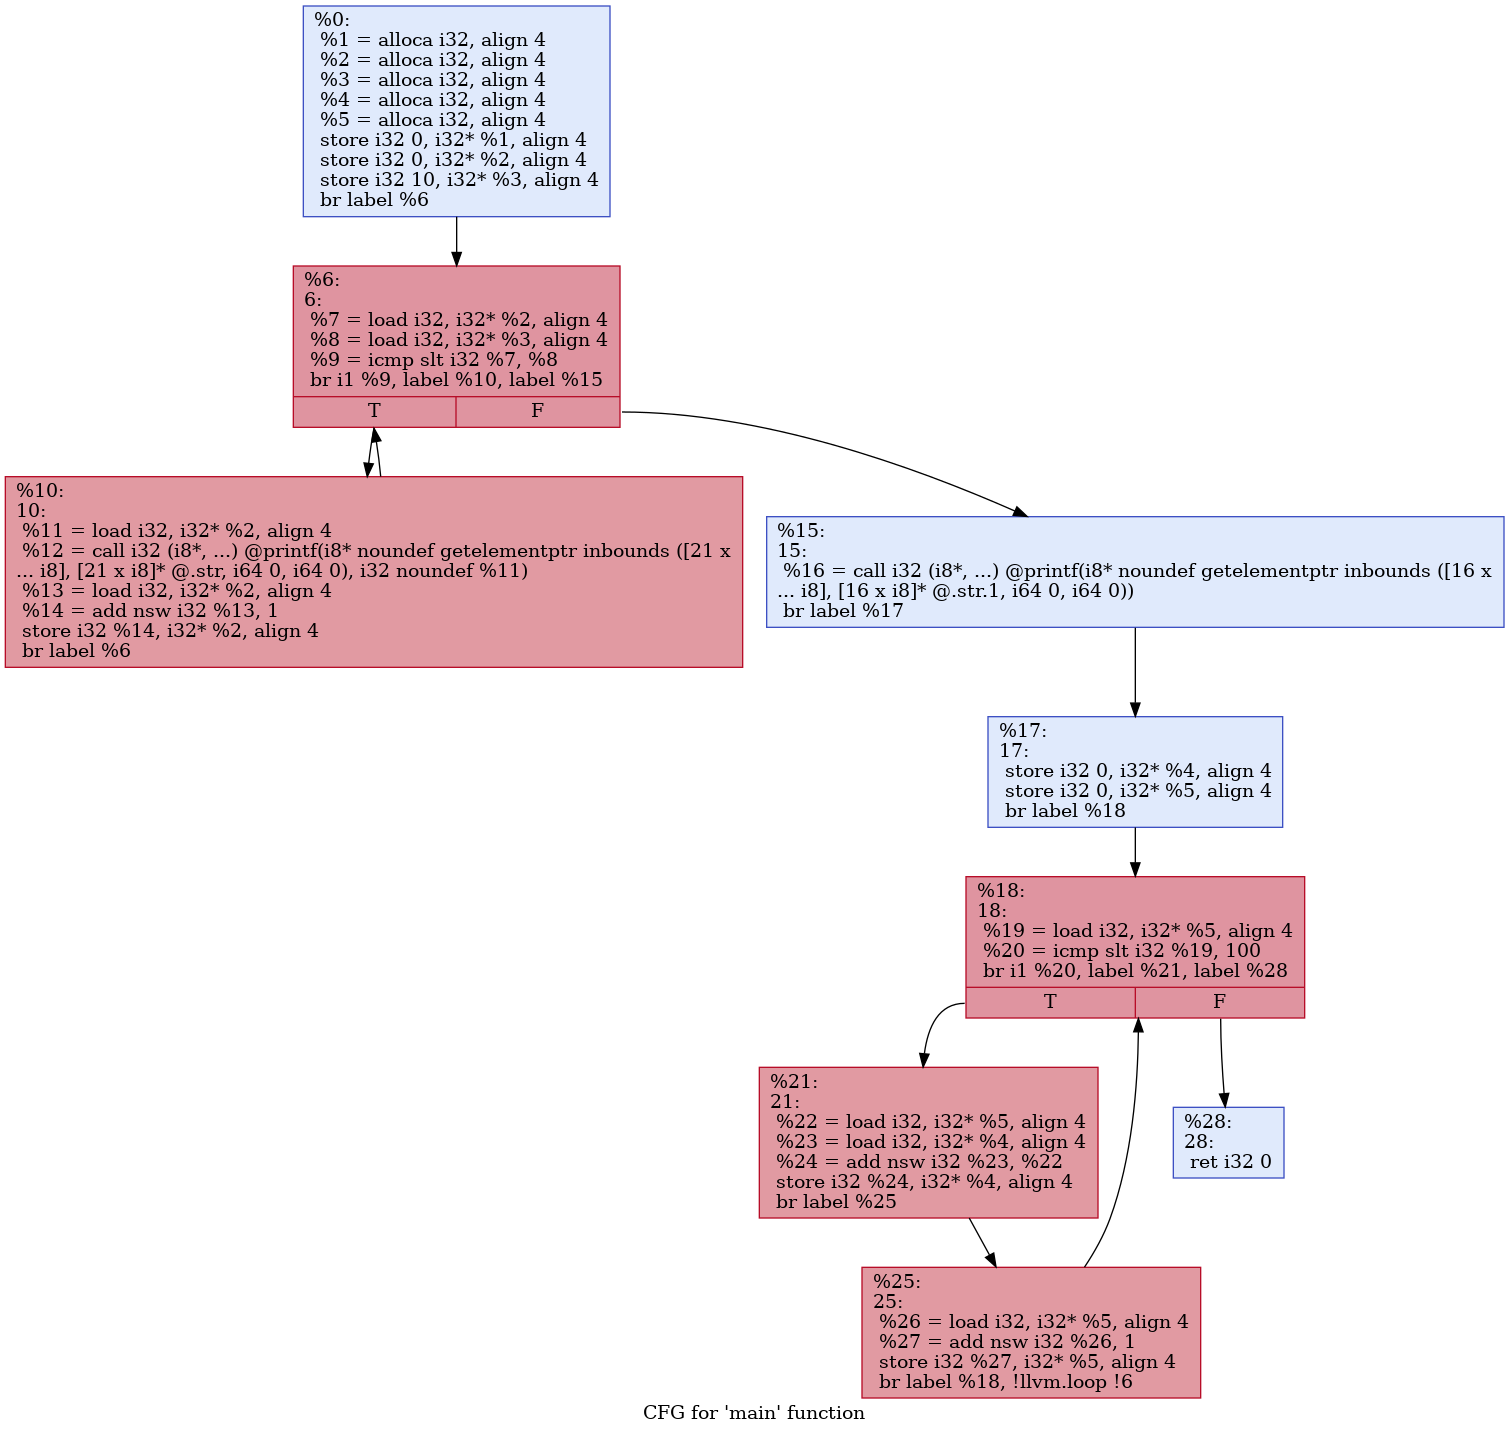 %0:
%1 = alloca i32, align 4
%2 = alloca i32, align 4
%3 = alloca i32, align 4
%4 = alloca i32, align 4
%5 = alloca i32, align 4
store i32 0, i32* %1, align 4
store i32 0, i32* %2, align 4
store i32 10, i32* %3, align 4
br label %6
%6:
6:
%7 = load i32, i32* %2, align 4
%8 = load i32, i32* %3, align 4
%9 = icmp slt i32 %7, %8
br i1 %9, label %10, label %15
T F
%10:
10:
%11 = load i32, i32* %2, align 4
%12 = call i32 (i8*, ...) @printf(i8* noundef getelementptr inbounds ([21 x
... i8], [21 x i8]* @.str, i64 0, i64 0), i32 noundef %11)
%13 = load i32, i32* %2, align 4
%14 = add nsw i32 %13, 1
store i32 %14, i32* %2, align 4
br label %6
%15:
15:
%16 = call i32 (i8*, ...) @printf(i8* noundef getelementptr inbounds ([16 x
... i8], [16 x i8]* @.str.1, i64 0, i64 0))
br label %17
%17:
17:
store i32 0, i32* %4, align 4
store i32 0, i32* %5, align 4
br label %18
%18:
18:
%19 = load i32, i32* %5, align 4
%20 = icmp slt i32 %19, 100
br i1 %20, label %21, label %28
T F
%21:
21:
%22 = load i32, i32* %5, align 4
%23 = load i32, i32* %4, align 4
%24 = add nsw i32 %23, %22
store i32 %24, i32* %4, align 4
br label %25
%28:
28:
ret i32 0
%25:
25:
%26 = load i32, i32* %5, align 4
%27 = add nsw i32 %26, 1
store i32 %27, i32* %5, align 4
br label %18, !llvm.loop !6
CFG for 'main' function